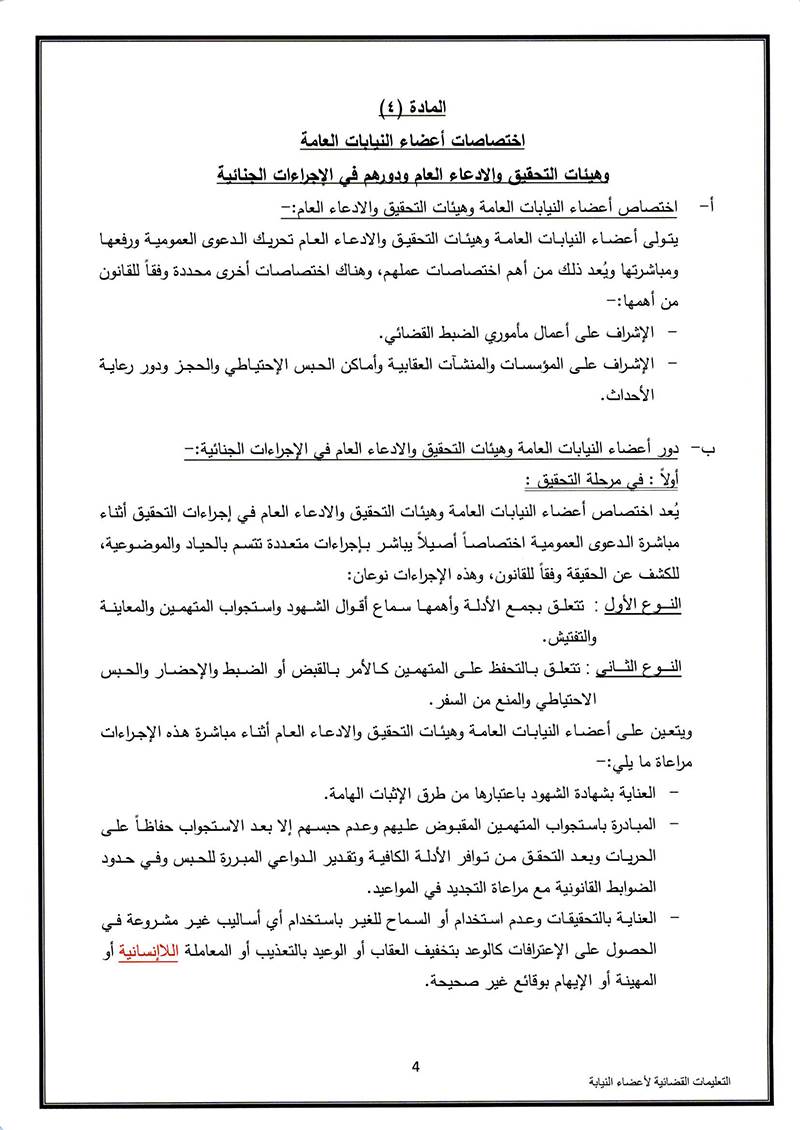 المادة (٤)
اختصاصات أعضاء النيابات العامة
وهيئات التحقيق والادعاء العام ودورهم في الإجراءات الجنائية
أ- اختصاص أعضاء النيابات العامة وهيئات التحقيق والادعاء العام:-
يتولى أعضاء النيابات العامة وهيئات التحقيق والادعاء العام تحريك الدعوى العمومية ورفعها
ومباشرتها ويُعد ذلك من أهم اختصاصات عملهم، وهناك اختصاصات أخرى محددة وفقاً للقانون
من أهمها:-
- الإشراف على أعمال مأموري الضبط القضائي.
- الإشراف على المؤسسات والمنشآت العقابية وأماكن الحبس الإحتياطي والحجز ودور رعاية
الأحداث.
ب- دور أعضاء النيابات العامة وهيئات التحقيق والادعاء العام في الإجراءات الجنائية:-
أولاً : في مرحلة التحقيق :
يُعد اختصاص أعضاء النيابات العامة وهيئات التحقيق والادعاء العام في إجراءات التحقيق أثناء
مباشرة الدعوى العمومية اختصاصاً أصيلاً يباشر بإجراءات متعددة تتسم بالحياد والموضوعية،
للكشف عن الحقيقة وفقاً للقانون، وهذه الإجراءات نوعان:
النوع الأول : تتعلق بجمع الأدلة وأهمها سماع أقوال الشهود واستجواب المتهمين والمعاينة
والتفتيش.
النوع الثاني : تتعلق بالتحفظ على المتهمين كالأمر بالقبض أو الضبط والإحضار والحبس
الاحتياطي والمنع من السفر.
ويتعين على أعضاء النيابات العامة وهيئات التحقيق والادعاء العام أثناء مباشرة هذه الإجراءات
مراعاة ما يلي:-
- العناية بشهادة الشهود باعتبارها من طرق الإثبات الهامة.
- المبادرة باستجواب المتهمين المقبوض عليهم وعدم حبسهم إلا بعد الاستجواب حفاظاً على
الحريات وبعد التحقق من توافر الأدلة الكافية وتقدير الدواعي المبررة للحبس وفي حدود
الضوابط القانونية مع مراعاة التجديد في المواعيد.
- العناية بالتحقيقات وعدم استخدام أو السماح للغير باستخدام أي أساليب غير مشروعة في
الحصول على الإعترافات كالوعد بتخفيف العقاب أو الوعيد بالتعذيب أو المعاملة اللاإنسانية أو
المهينة أو الإيهام بوقائع غير صحيحة.
4
التعليمات القضائية لأعضاء النيابة